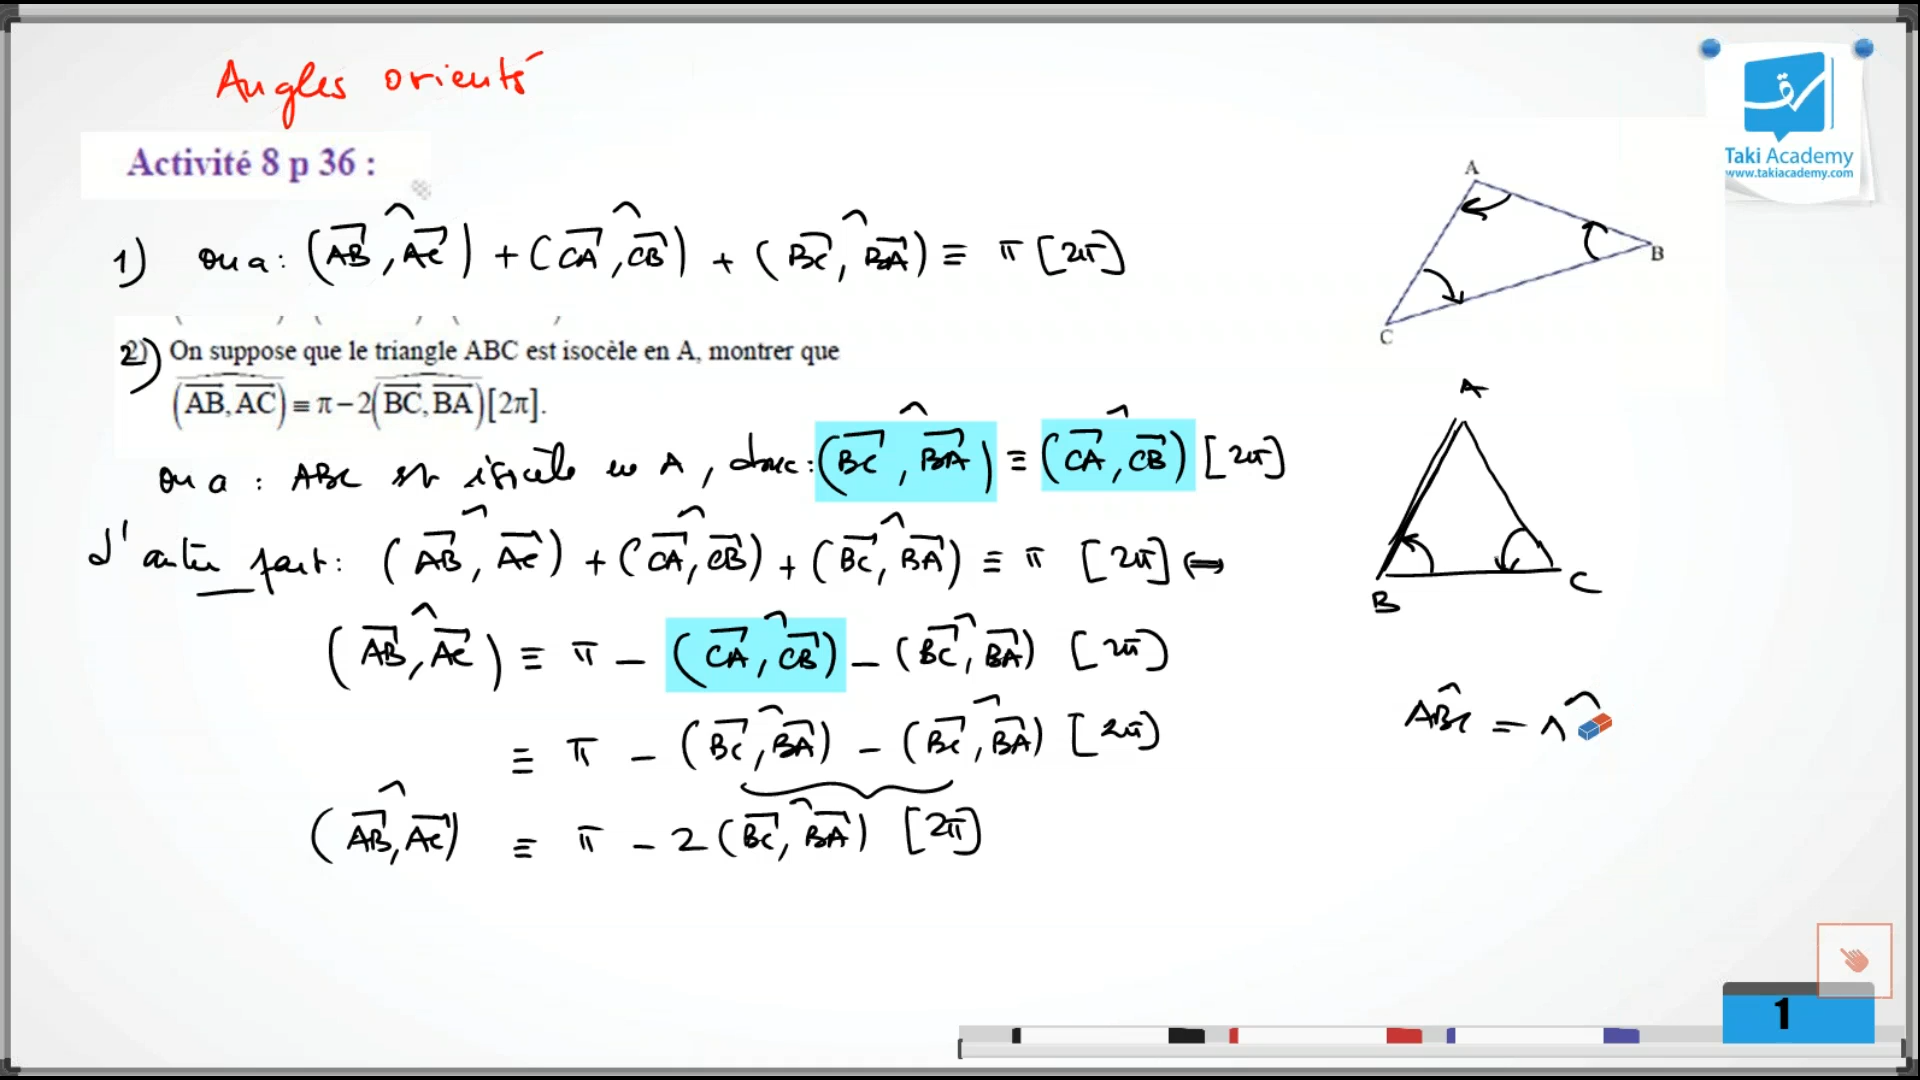 Angles orientés
Activité 8 p 36 :
Taki Academy
www.takiacademy.com
1) on a : (AB⃗ , AC⃗) + (CA⃗ , CB⃗) + (BC⃗ , BA⃗) ≡ π [2π]
A
B
C
2) On suppose que le triangle ABC est isocèle en A, montrer que
(AB⃗, AC⃗) ≡ π − 2(BC⃗, BA⃗)[2π].
on a : ABC est isocèle en A , donc : (BC⃗ , BA⃗) ≡ (CA⃗ , CB⃗) [2π]
d'autre part : (AB⃗ , AC⃗) + (CA⃗ , CB⃗) + (BC⃗ , BA⃗) ≡ π [2π] ⟺
(AB⃗ , AC⃗) ≡ π − (CA⃗ , CB⃗) − (BC⃗ , BA⃗) [2π]
≡ π − (BC⃗ , BA⃗) − (BC⃗ , BA⃗) [2π]
(AB⃗ , AC⃗) ≡ π − 2 (BC⃗ , BA⃗) [2π]
A
B
C
ABC^ =
1